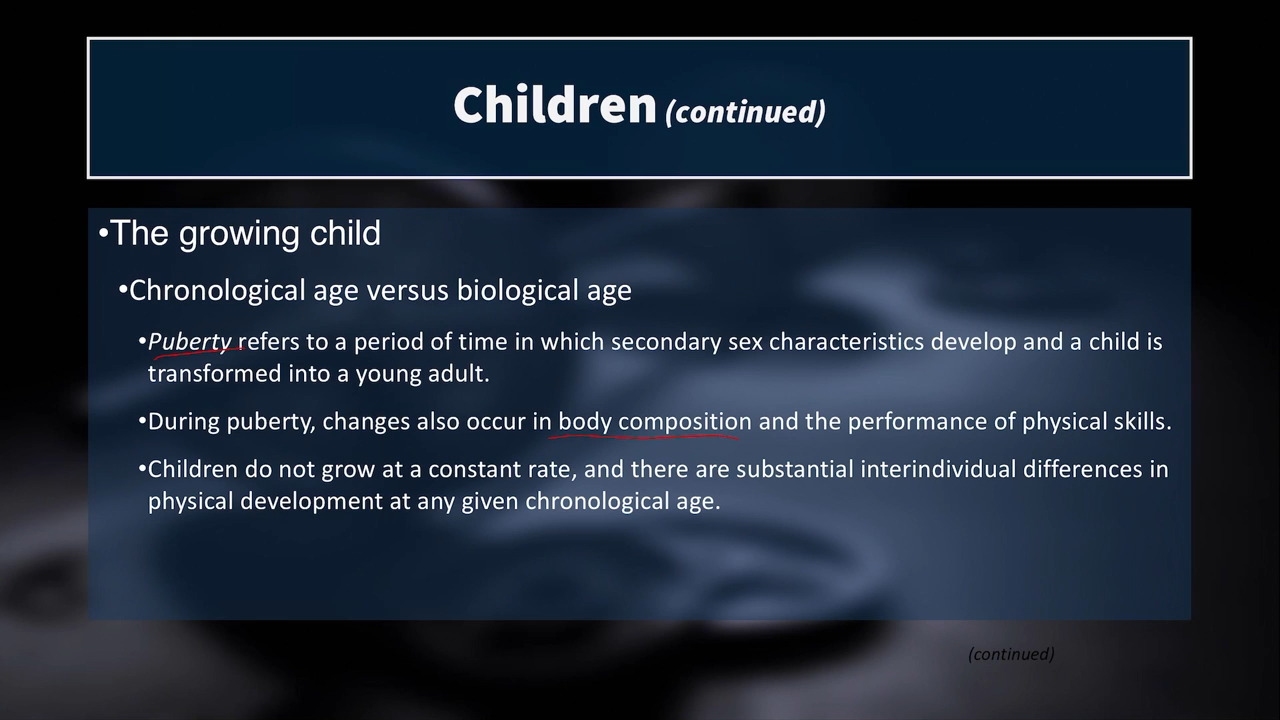 Children (continued)
•The growing child
•Chronological age versus biological age
•Puberty refers to a period of time in which secondary sex characteristics develop and a child is
transformed into a young adult.
•During puberty, changes also occur in body composition and the performance of physical skills.
•Children do not grow at a constant rate, and there are substantial interindividual differences in
physical development at any given chronological age.
(continued)